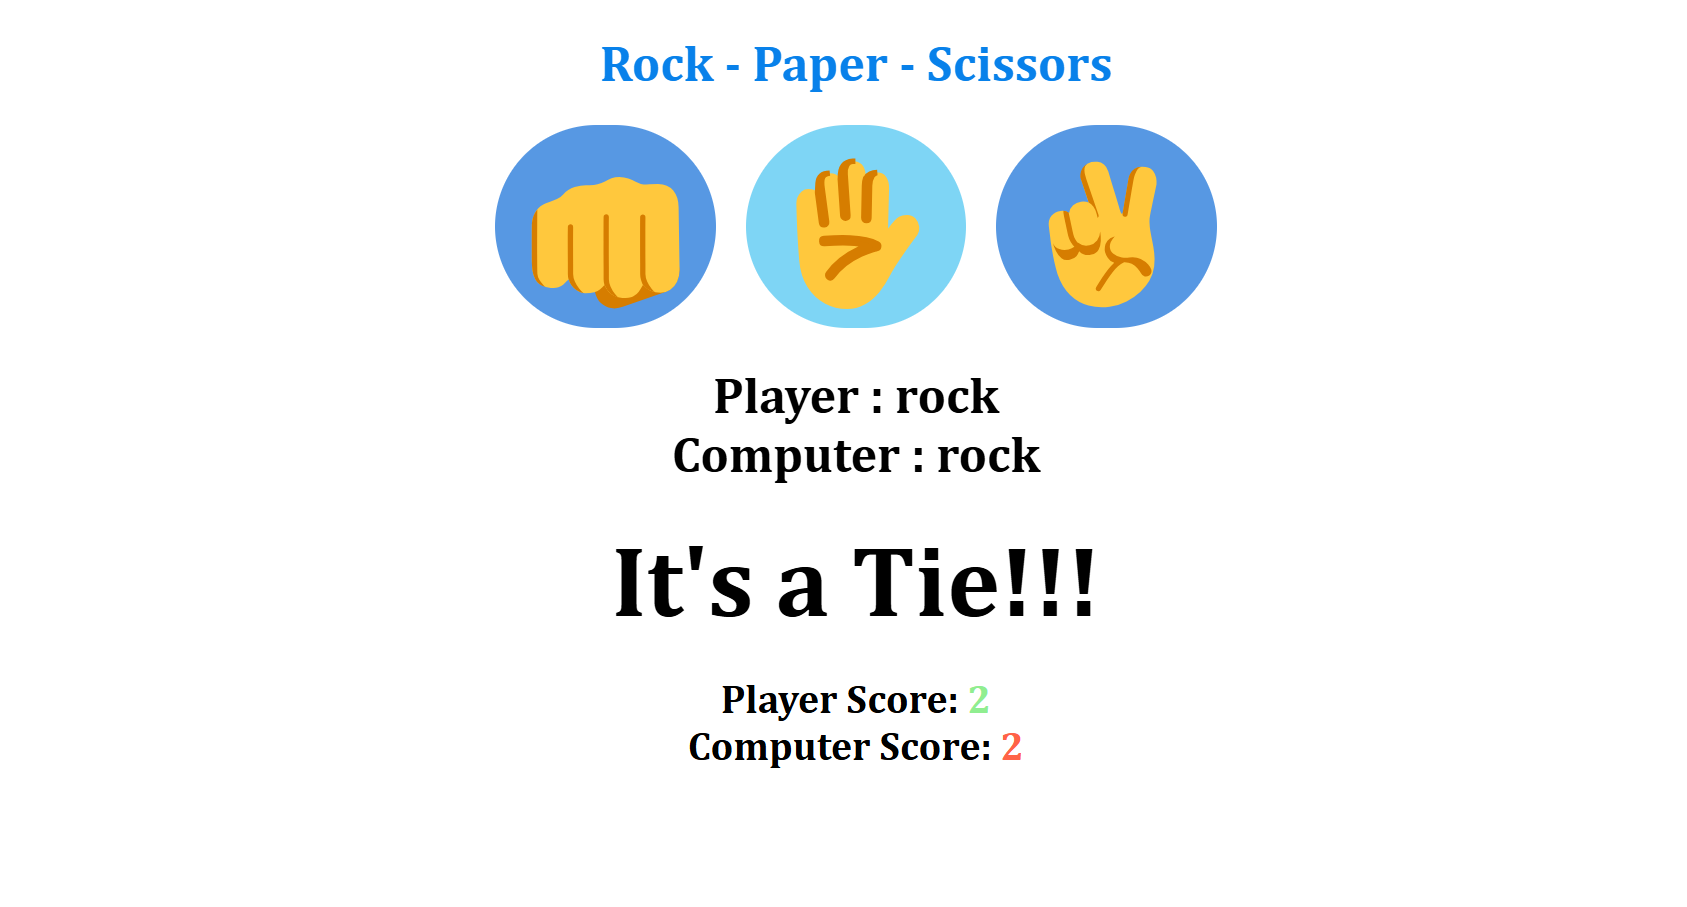 Rock - Paper - Scissors
Player : rock
Computer : rock
It's a Tie!!!
Player Score: 2
Computer Score: 2